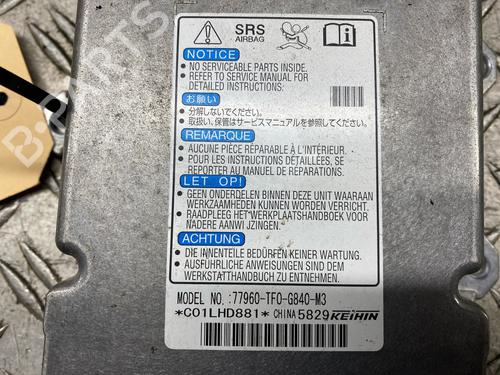 SRS
AIRBAG
NOTICE
• NO SERVICEABLE PARTS INSIDE.
• REFER TO SERVICE MANUAL FOR
DETAILED INSTRUCTIONS.
お願い
• 分解しないでください。
• 取扱い、保管はサービスマニュアルを参照してください。
REMARQUE
• AUCUNE PIÈCE RÉPARABLE À L'INTÉRIEUR.
• POUR LES INSTRUCTIONS DÉTAILLÉES, SE
RÉPORTER AU MANUEL DE RÉPARATIONS.
LET OP!
• GEEN ONDERDELEN BINNEN DEZE UNIT WAARAAN
WERKZAAMHEDEN KUNNEN WORDEN VERRICHT.
• RAADPLEEG HET WERKPLAATSHANDBOEK VOOR
NADERE AANWIJZINGEN.
ACHTUNG
• DIE INNENTEILE BEDÜRFEN KEINER WARTUNG.
• AUSFÜHRLICHE ANWEISUNGEN SIND DEM
WERKSTATTHANDBUCH ZU ENTNEHMEN.
MODEL NO. :77960-TF0-G840-M3
*C01LHD881* CHINA 5829 KEIHIN
B-PARTS